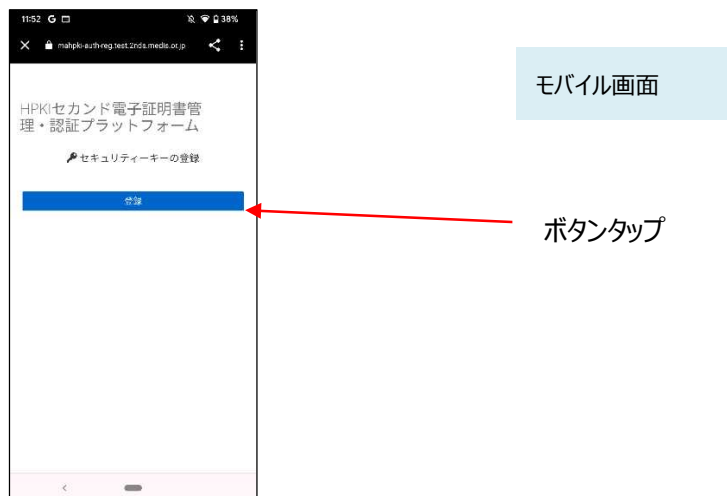 11:52 G 38%
mahpki-auth-reg.test.2nds.medis.or.jp
HPKIセカンド電子証明書管
理・認証プラットフォーム
セキュリティーキーの登録
登録
モバイル画面
ボタンタップ